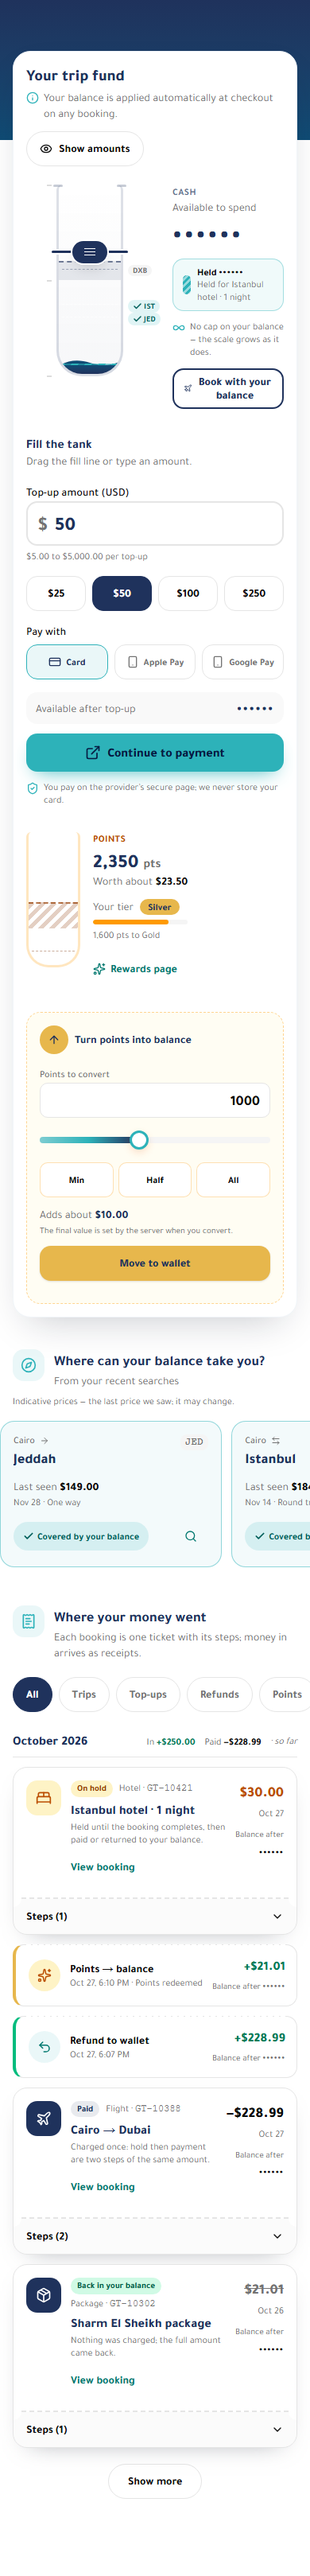 Your trip fund
Your balance is applied automatically at checkout
on any booking.
Show amounts
CASH
Available to spend
••••••
DXB
IST
JED
Held ••••••
Held for Istanbul
hotel · 1 night
No cap on your balance
– the scale grows as it
does.
Book with your
balance
Fill the tank
Drag the fill line or type an amount.
Top-up amount (USD)
$ 50
$5.00 to $5,000.00 per top-up
$25 $50 $100 $250
Pay with
Card Apple Pay Google Pay
Available after top-up ••••••
Continue to payment
You pay on the provider's secure page; we never store your
card.
POINTS
2,350 pts
Worth about $23.50
Your tier Silver
1,600 pts to Gold
Rewards page
Turn points into balance
Points to convert
1000
Min Half All
Adds about $10.00
The final value is set by the server when you convert.
Move to wallet
Where can your balance take you?
From your recent searches
Indicative prices – the last price we saw; it may change.
Cairo → JED
Jeddah
Last seen $149.00
Nov 28 · One way
Covered by your balance
Cairo ⇆
Istanbul
Last seen $18
Nov 14 · Round t
Covered b
Where your money went
Each booking is one ticket with its steps; money in
arrives as receipts.
All Trips Top-ups Refunds Points
October 2026 In +$250.00 Paid −$228.99 · so far
On hold Hotel · GT-10421 $30.00
Istanbul hotel · 1 night Oct 27
Held until the booking completes, then
paid or returned to your balance.
Balance after
••••••
View booking
Steps (1)
Points → balance +$21.01
Oct 27, 6:10 PM · Points redeemed Balance after ••••••
Refund to wallet +$228.99
Oct 27, 6:07 PM Balance after ••••••
Paid Flight · GT-10388 −$228.99
Cairo → Dubai Oct 27
Charged once: hold then payment
are two steps of the same amount.
Balance after
••••••
View booking
Steps (2)
Back in your balance $21.01
Package · GT-10302 Oct 26
Sharm El Sheikh package
Nothing was charged; the full amount
came back.
Balance after
••••••
View booking
Steps (1)
Show more